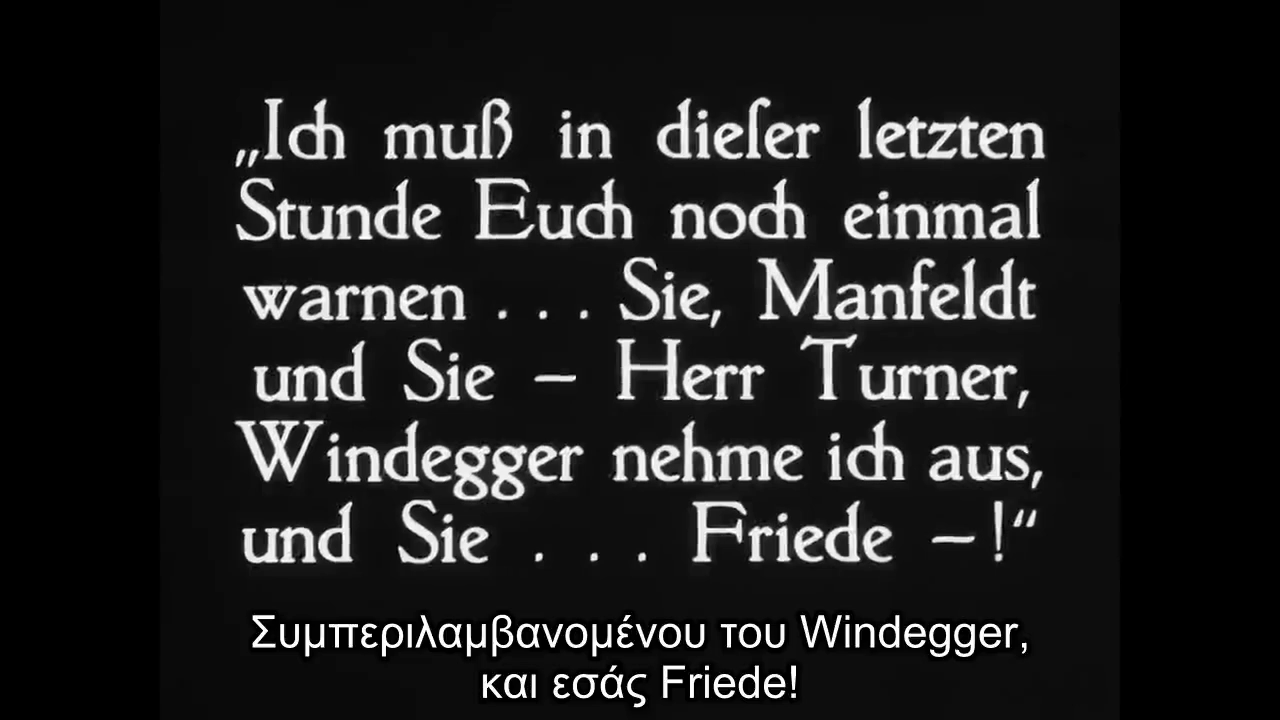 „Ich muß in dieſer letzten
Stunde Euch noch einmal
warnen . . . Sie, Manfeldt
und Sie – Herr Turner,
Windegger nehme ich aus,
und Sie . . . Friede –!“
Συμπεριλαμβανομένου του Windegger,
και εσάς Friede!